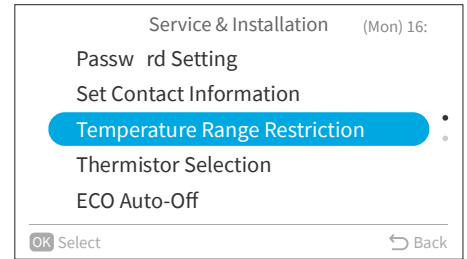 Service & Installation (Mon) 16:
Passw rd Setting
Set Contact Information
Temperature Range Restriction
Thermistor Selection
ECO Auto-Off
OK Select Back